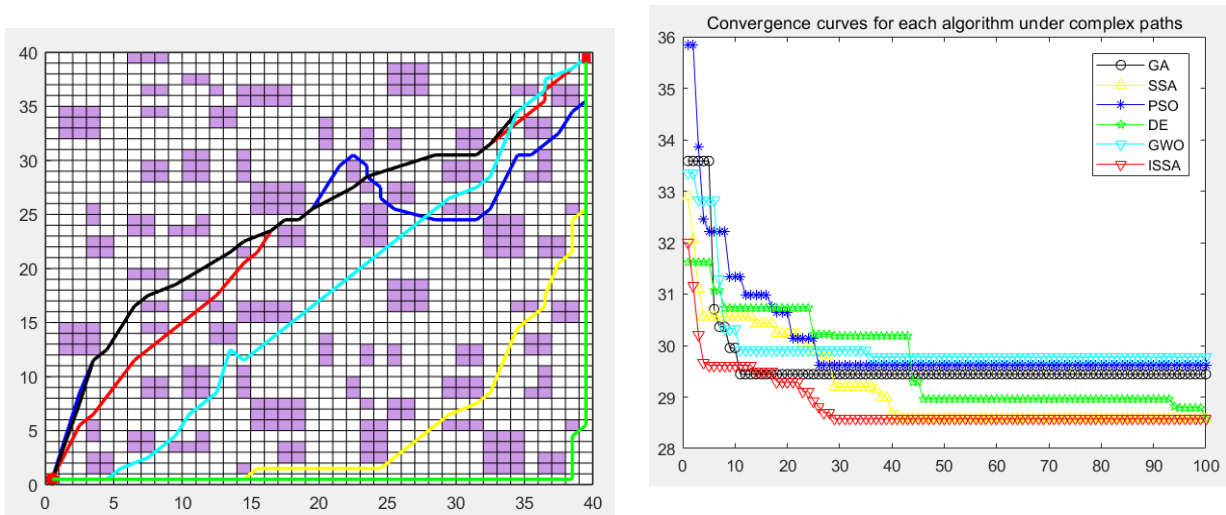 40
35
30
25
20
15
10
5
0
0 5 10 15 20 25 30 35 40
Convergence curves for each algorithm under complex paths
36
35
34
33
32
31
30
29
28
0 10 20 30 40 50 60 70 80 90 100
GA
SSA
PSO
DE
GWO
ISSA